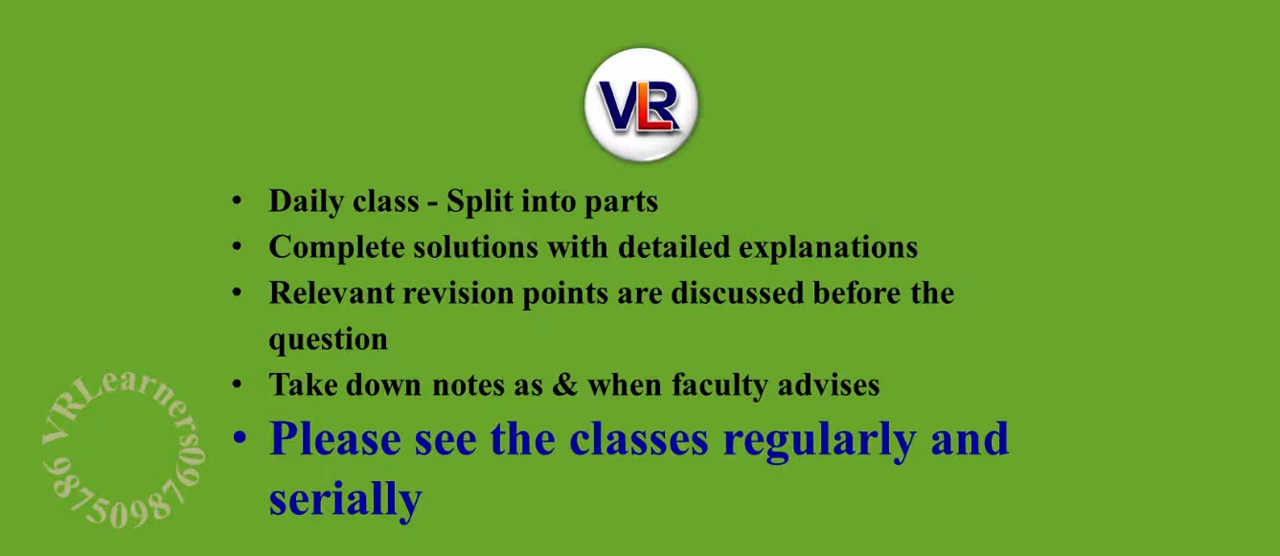 VLR
• Daily class - Split into parts
• Complete solutions with detailed explanations
• Relevant revision points are discussed before the
question
• Take down notes as & when faculty advises
• Please see the classes regularly and
serially
VRLearners
09875098760